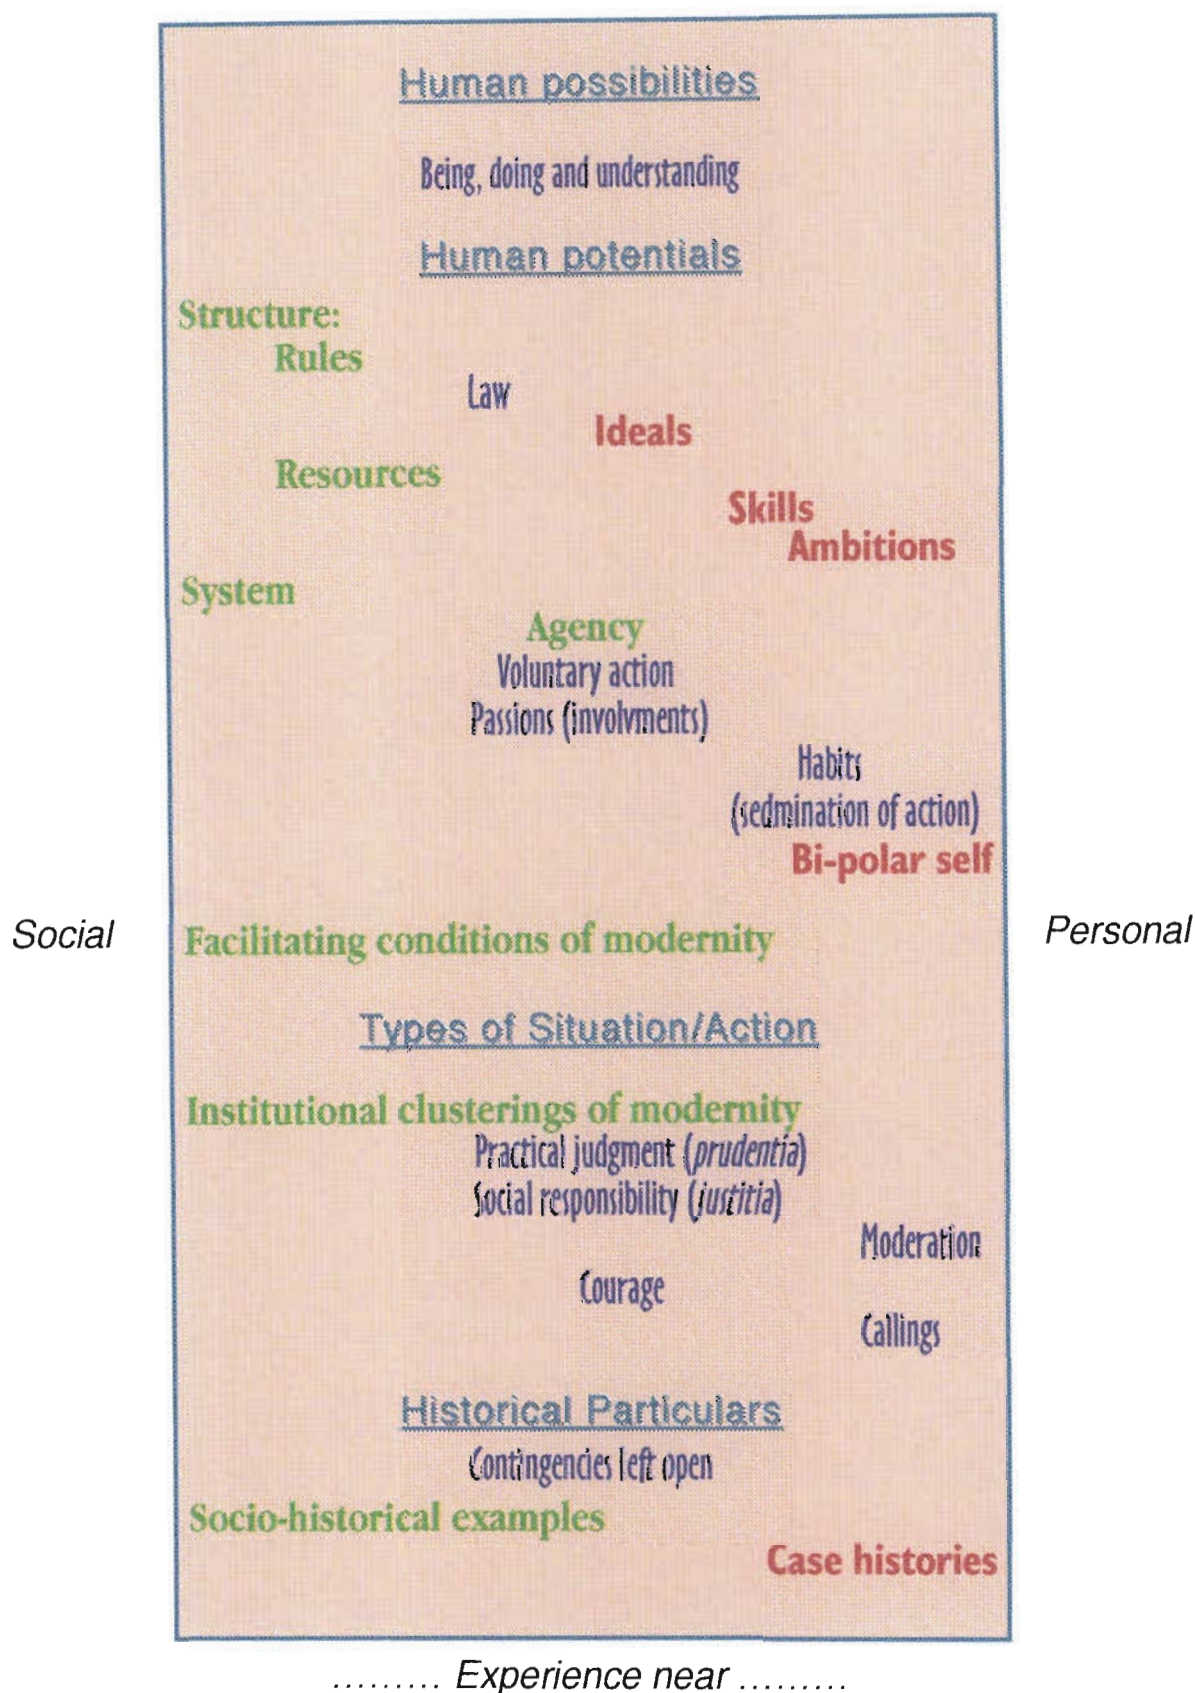 Human possibilities
Being, doing and understanding
Human potentials
Structure:
Rules
Law
Ideals
Resources
Skills
Ambitions
System
Agency
Voluntary action
Passions (involvments)
Habits
(sedmination of action)
Bi-polar self
Social
Facilitating conditions of modernity
Personal
Types of Situation/Action
Institutional clusterings of modernity
Practical judgment (prudentia)
Social responsibility (justitia)
Moderation
Courage
Callings
Historical Particulars
Contingencies left open
Socio-historical examples
Case histories
......... Experience near .........